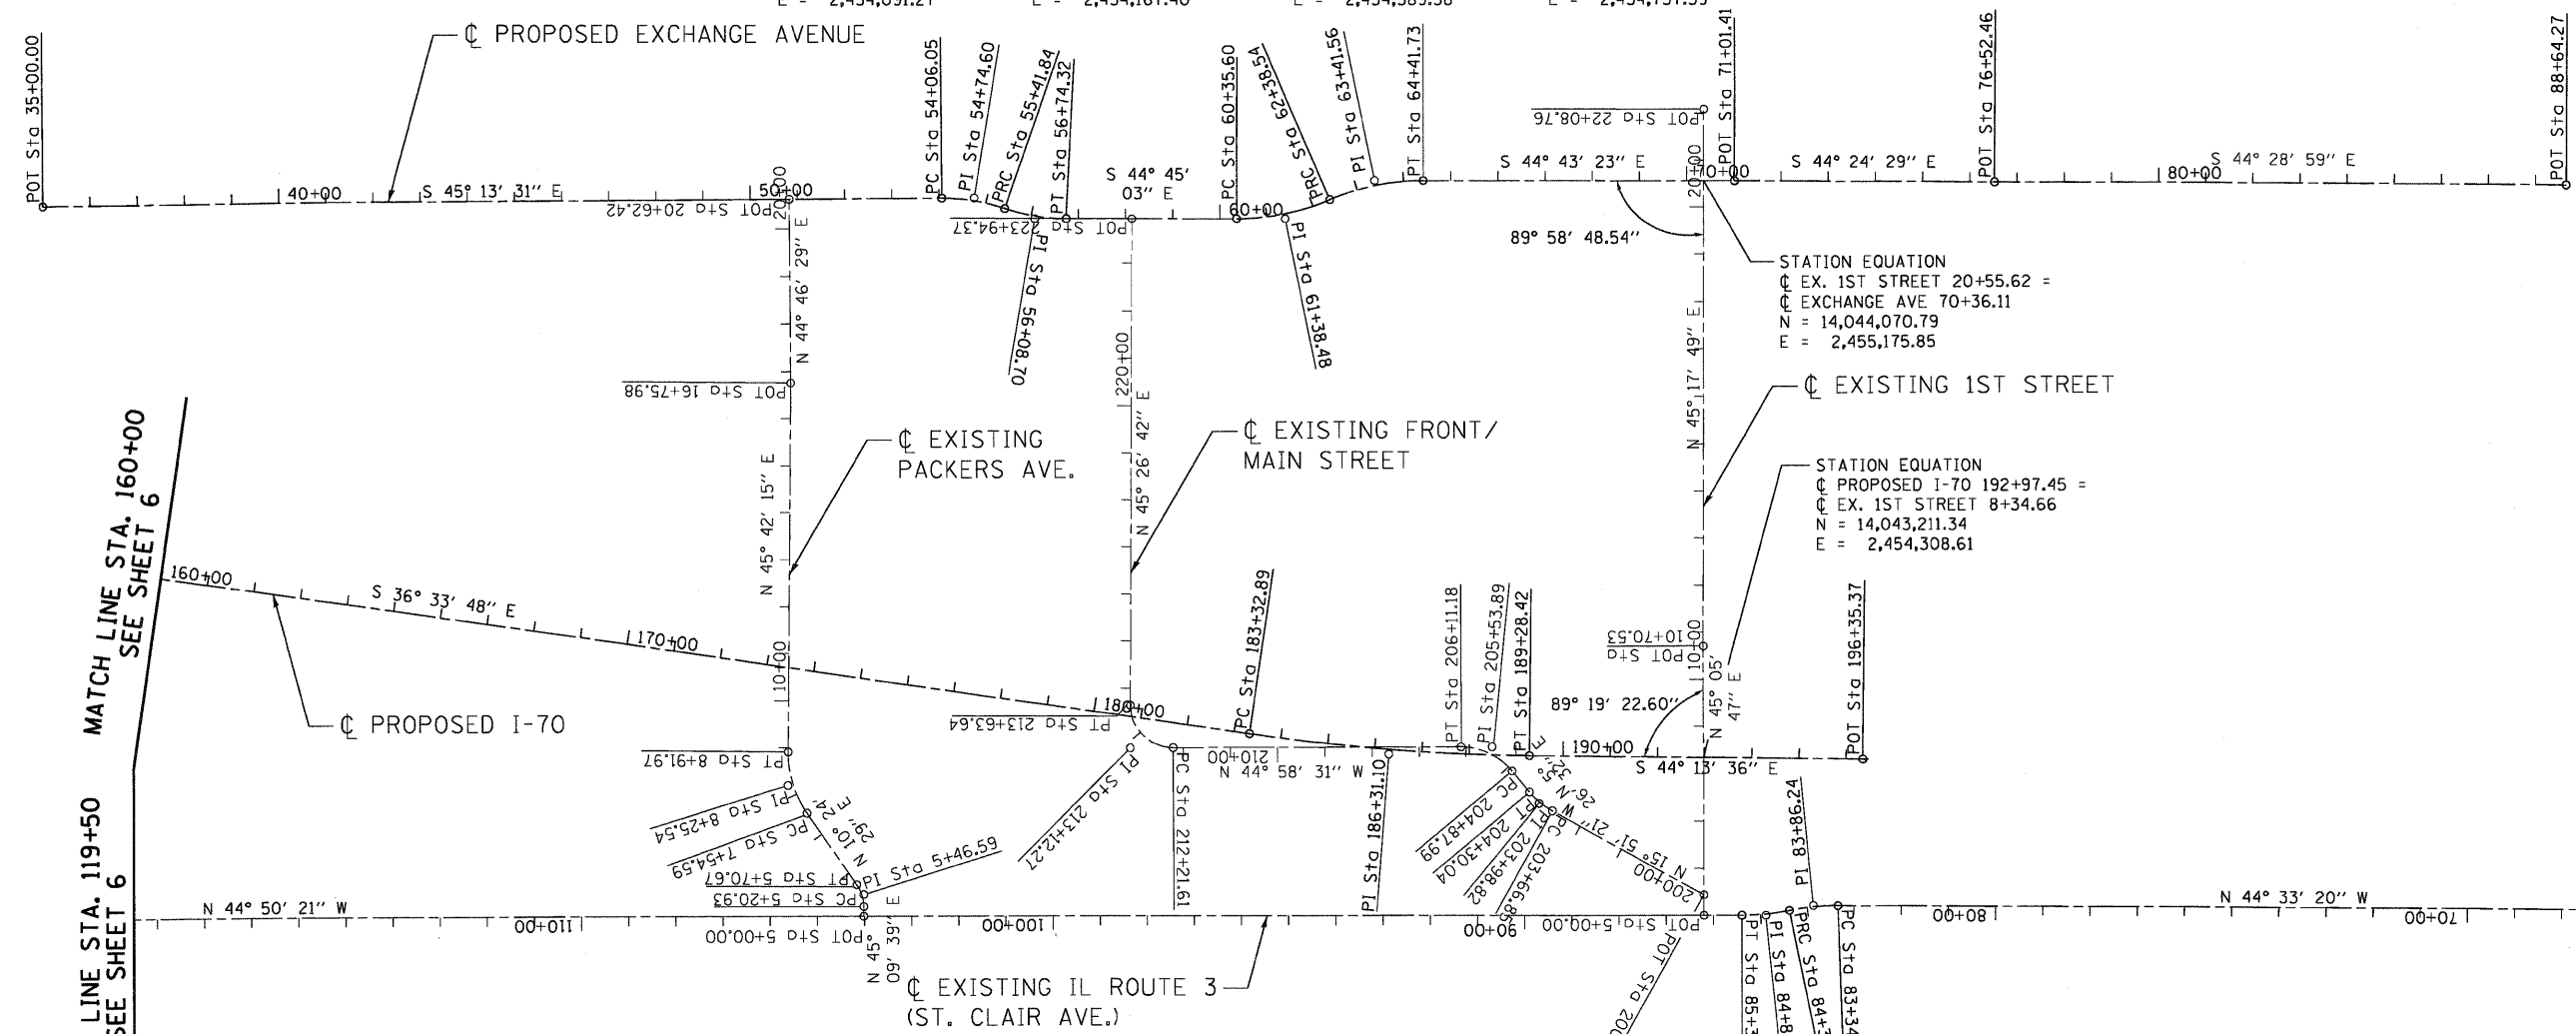 ℄ PROPOSED EXCHANGE AVENUE
POT Sta 35+00.00
40+00
S 45° 13' 31" E
50+00
20+00
POT Sta 20+62.42
PC Sta 54+06.05
PI Sta 54+74.60
PRC Sta 55+41.84
PT Sta 56+74.32
PI Sta 56+08.70
POT Sta 223+94.37
S 44° 45'
03" E
60+00
PC Sta 60+35.60
PI Sta 61+38.48
PRC Sta 62+38.54
PI Sta 63+41.56
PT Sta 64+41.73
POT Sta 22+08.76
S 44° 43' 23" E
20+00
70+00
POT Sta 71+01.41
S 44° 24' 29" E
POT Sta 76+52.46
80+00
S 44° 28' 59" E
POT Sta 88+64.27
89° 58' 48.54"
STATION EQUATION
℄ EX. 1ST STREET 20+55.62 =
℄ EXCHANGE AVE 70+36.11
N = 14,044,070.79
E = 2,455,175.85
N 44° 46' 29" E
POT Sta 16+75.98
220+00
N 45° 17' 49" E
℄ EXISTING 1ST STREET
MATCH LINE STA. 160+00
SEE SHEET 6
℄ EXISTING
PACKERS AVE.
N 45° 42' 15" E
N 45° 26' 42" E
℄ EXISTING FRONT/
MAIN STREET
STATION EQUATION
℄ PROPOSED I-70 192+97.45 =
℄ EX. 1ST STREET 8+34.66
N = 14,043,211.34
E = 2,454,308.61
160+00
S 36° 33' 48" E
170+00
10+00
℄ PROPOSED I-70
180+00
PT Sta 213+63.64
PC Sta 183+32.89
PT Sta 206+11.18
PI Sta 205+53.89
PT Sta 189+28.42
POT Sta
10+70.53
10+00
89° 19' 22.60"
N 45° 05'
47" E
POT Sta 196+35.37
190+00
S 44° 13' 36" E
210+00
N 44° 58' 31" W
PT Sta 8+91.97
PI Sta 8+25.54
PC Sta 7+54.59
PT Sta 5+70.67
PC Sta 5+20.93
N 10° 24'
29" E
PI Sta 5+46.59
PI Sta 213+12.27
PC Sta 212+21.61
PI Sta 186+31.10
PC 204+87.99
PT 204+30.04
PI 203+98.82
PC 203+66.85
N 15° 51' 21" W
200+00
PI 83+86.24
LINE STA. 119+50
SEE SHEET 6
N 44° 50' 21" W
110+00
POT Sta 5+00.00
N 45°
09' 39" E
100+00
90+00
POT Sta 5+00.00
80+00
N 44° 33' 20" W
70+00
℄ EXISTING IL ROUTE 3
(ST. CLAIR AVE.)